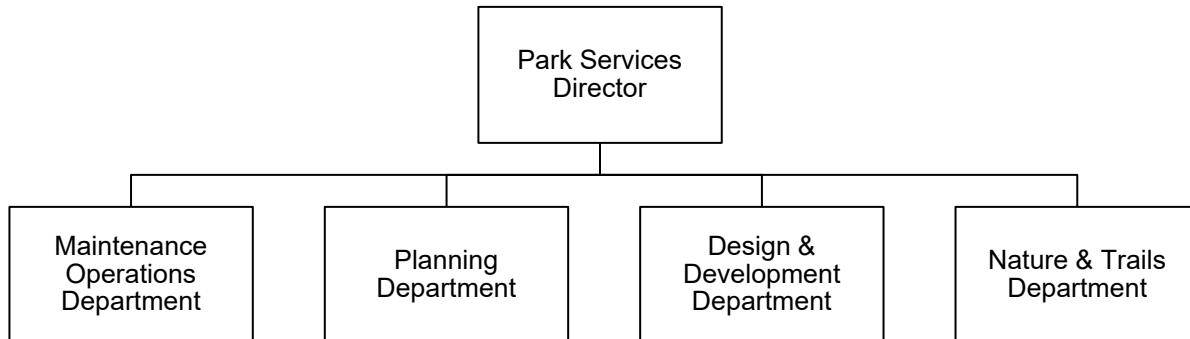 Park Services
Director
Maintenance
Operations
Department
Planning
Department
Design &
Development
Department
Nature & Trails
Department